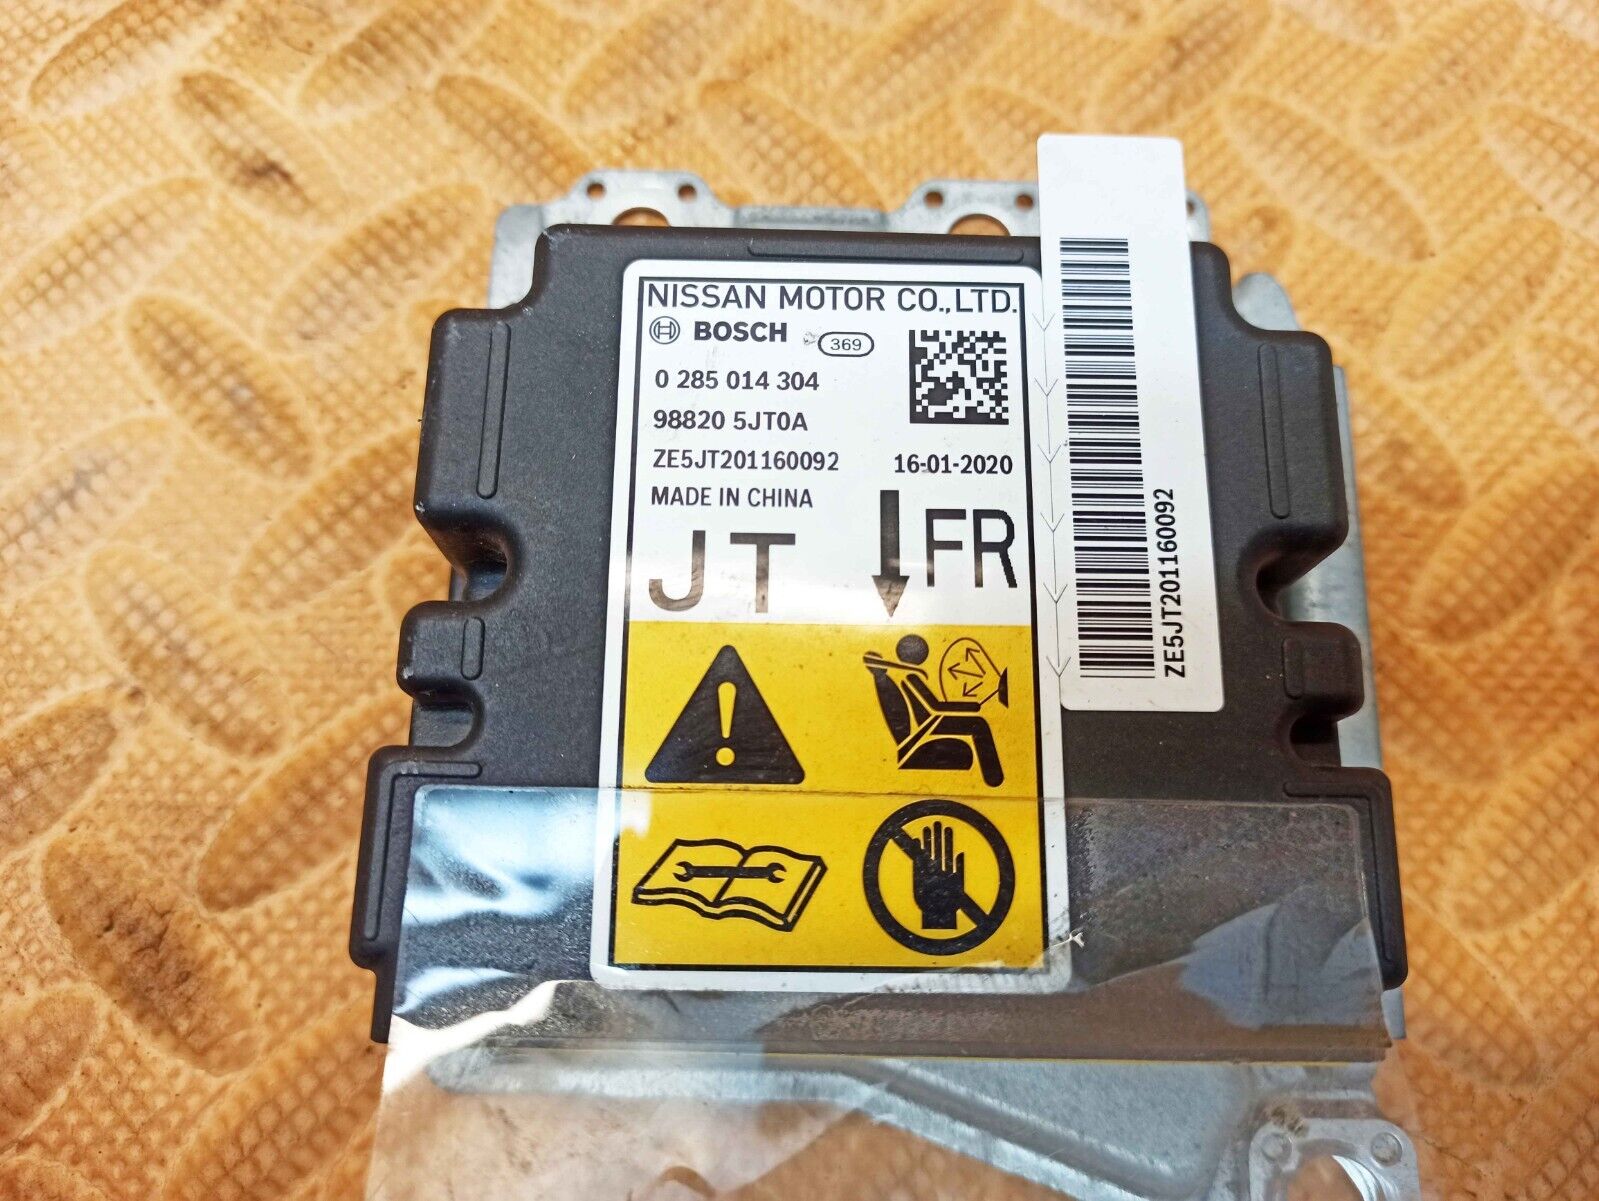 NISSAN MOTOR CO.,LTD.
BOSCH 369
0 285 014 304
98820 5JT0A
ZE5JT201160092 16-01-2020
MADE IN CHINA
JT FR
ZE5JT201160092